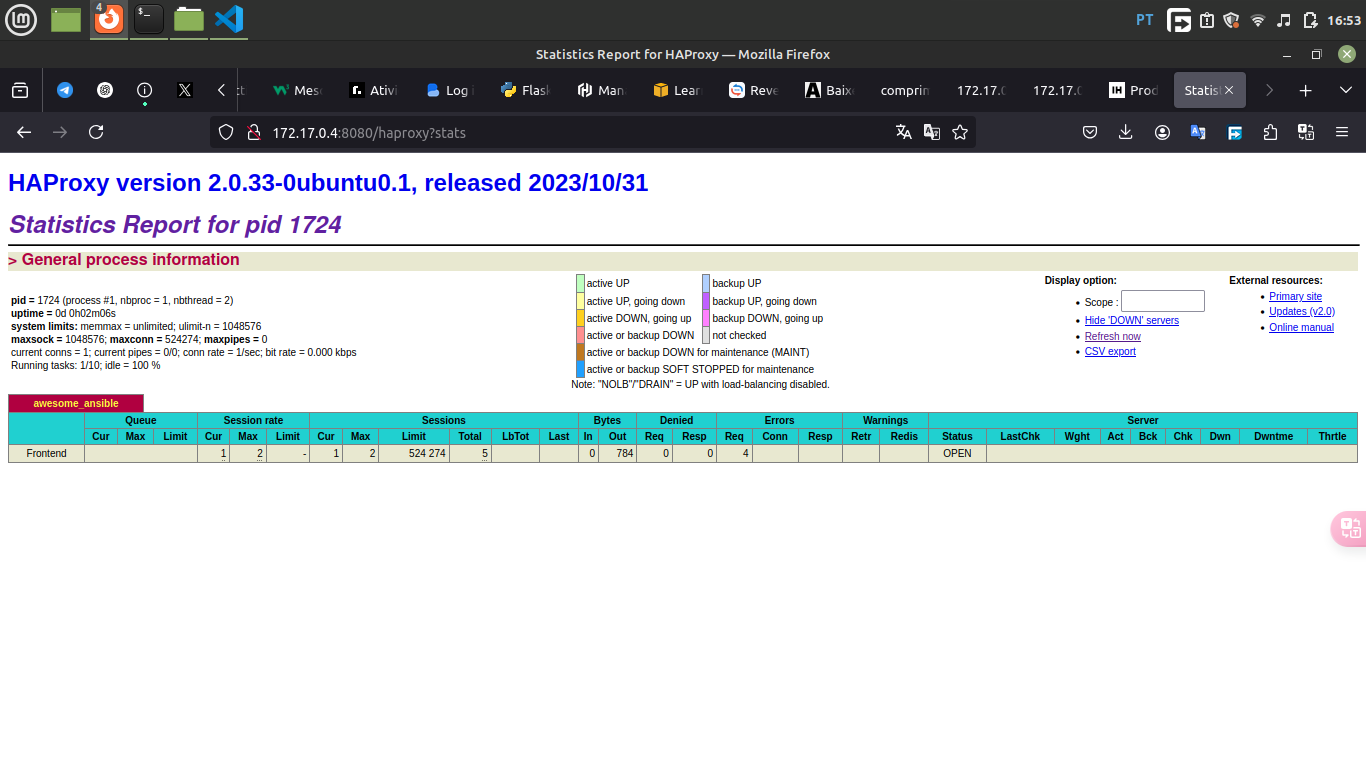 4
PT
16:53
Statistics Report for HAProxy — Mozilla Firefox
Mes
Ativi
Log i
Flask
Man
Lear
Reve
Baixe
comprin
172.17.0
172.17.0
IH Prod
Statist
172.17.0.4:8080/haproxy?stats
HAProxy version 2.0.33-0ubuntu0.1, released 2023/10/31
Statistics Report for pid 1724
> General process information
pid = 1724 (process #1, nbproc = 1, nbthread = 2)
uptime = 0d 0h02m06s
system limits: memmax = unlimited; ulimit-n = 1048576
maxsock = 1048576; maxconn = 524274; maxpipes = 0
current conns = 1; current pipes = 0/0; conn rate = 1/sec; bit rate = 0.000 kbps
Running tasks: 1/10; idle = 100 %
active UP backup UP
active UP, going down backup UP, going down
active DOWN, going up backup DOWN, going up
active or backup DOWN not checked
active or backup DOWN for maintenance (MAINT)
active or backup SOFT STOPPED for maintenance
Note: "NOLB"/"DRAIN" = UP with load-balancing disabled.
Display option:
Scope :
Hide 'DOWN' servers
Refresh now
CSV export
External resources:
Primary site
Updates (v2.0)
Online manual
awesome_ansible
Queue Session rate Sessions Bytes Denied Errors Warnings Server
Cur Max Limit Cur Max Limit Cur Max Limit Total LbTot Last In Out Req Resp Req Conn Resp Retr Redis Status LastChk Wght Act Bck Chk Dwn Dwntme Thrtle
Frontend 1 2 - 1 2 524 274 5 0 784 0 0 4 OPEN